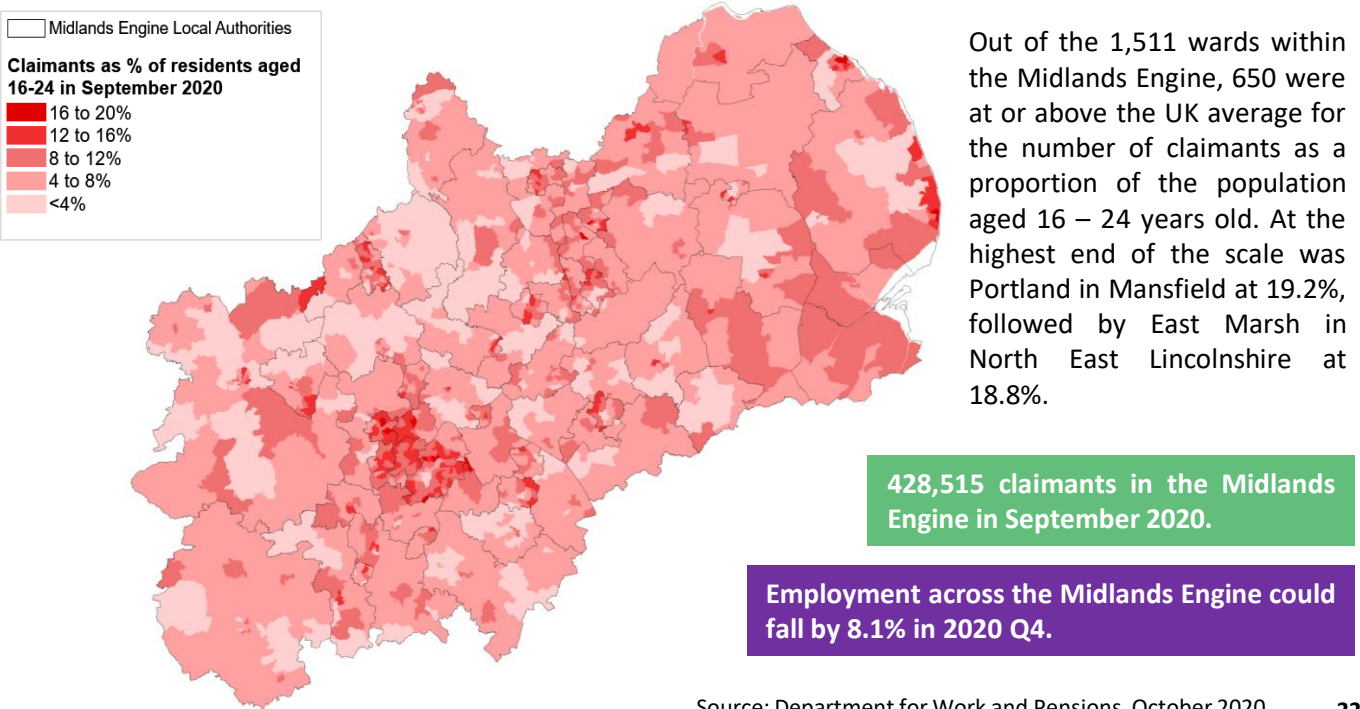 Midlands Engine Local Authorities
Claimants as % of residents aged
16-24 in September 2020
16 to 20%
12 to 16%
8 to 12%
4 to 8%
<4%
Out of the 1,511 wards within
the Midlands Engine, 650 were
at or above the UK average for
the number of claimants as a
proportion of the population
aged 16 – 24 years old. At the
highest end of the scale was
Portland in Mansfield at 19.2%,
followed by East Marsh in
North East Lincolnshire at
18.8%.
428,515 claimants in the Midlands
Engine in September 2020.
Employment across the Midlands Engine could
fall by 8.1% in 2020 Q4.
Source: Department for Work and Pensions, October 2020